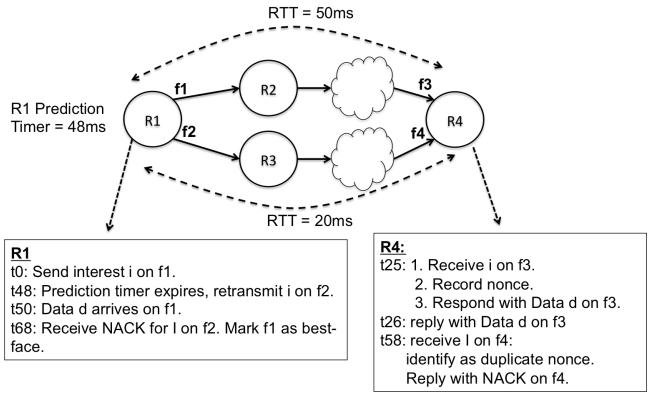 RTT = 50ms
f1
R2
f3
R1 Prediction
Timer = 48ms
R1
R4
f2
f4
R3
RTT = 20ms
R1
t0: Send interest i on f1.
t48: Prediction timer expires, retransmit i on f2.
t50: Data d arrives on f1.
t68: Receive NACK for I on f2. Mark f1 as best-
face.
R4:
t25: 1. Receive i on f3.
2. Record nonce.
3. Respond with Data d on f3.
t26: reply with Data d on f3
t58: receive I on f4:
identify as duplicate nonce.
Reply with NACK on f4.